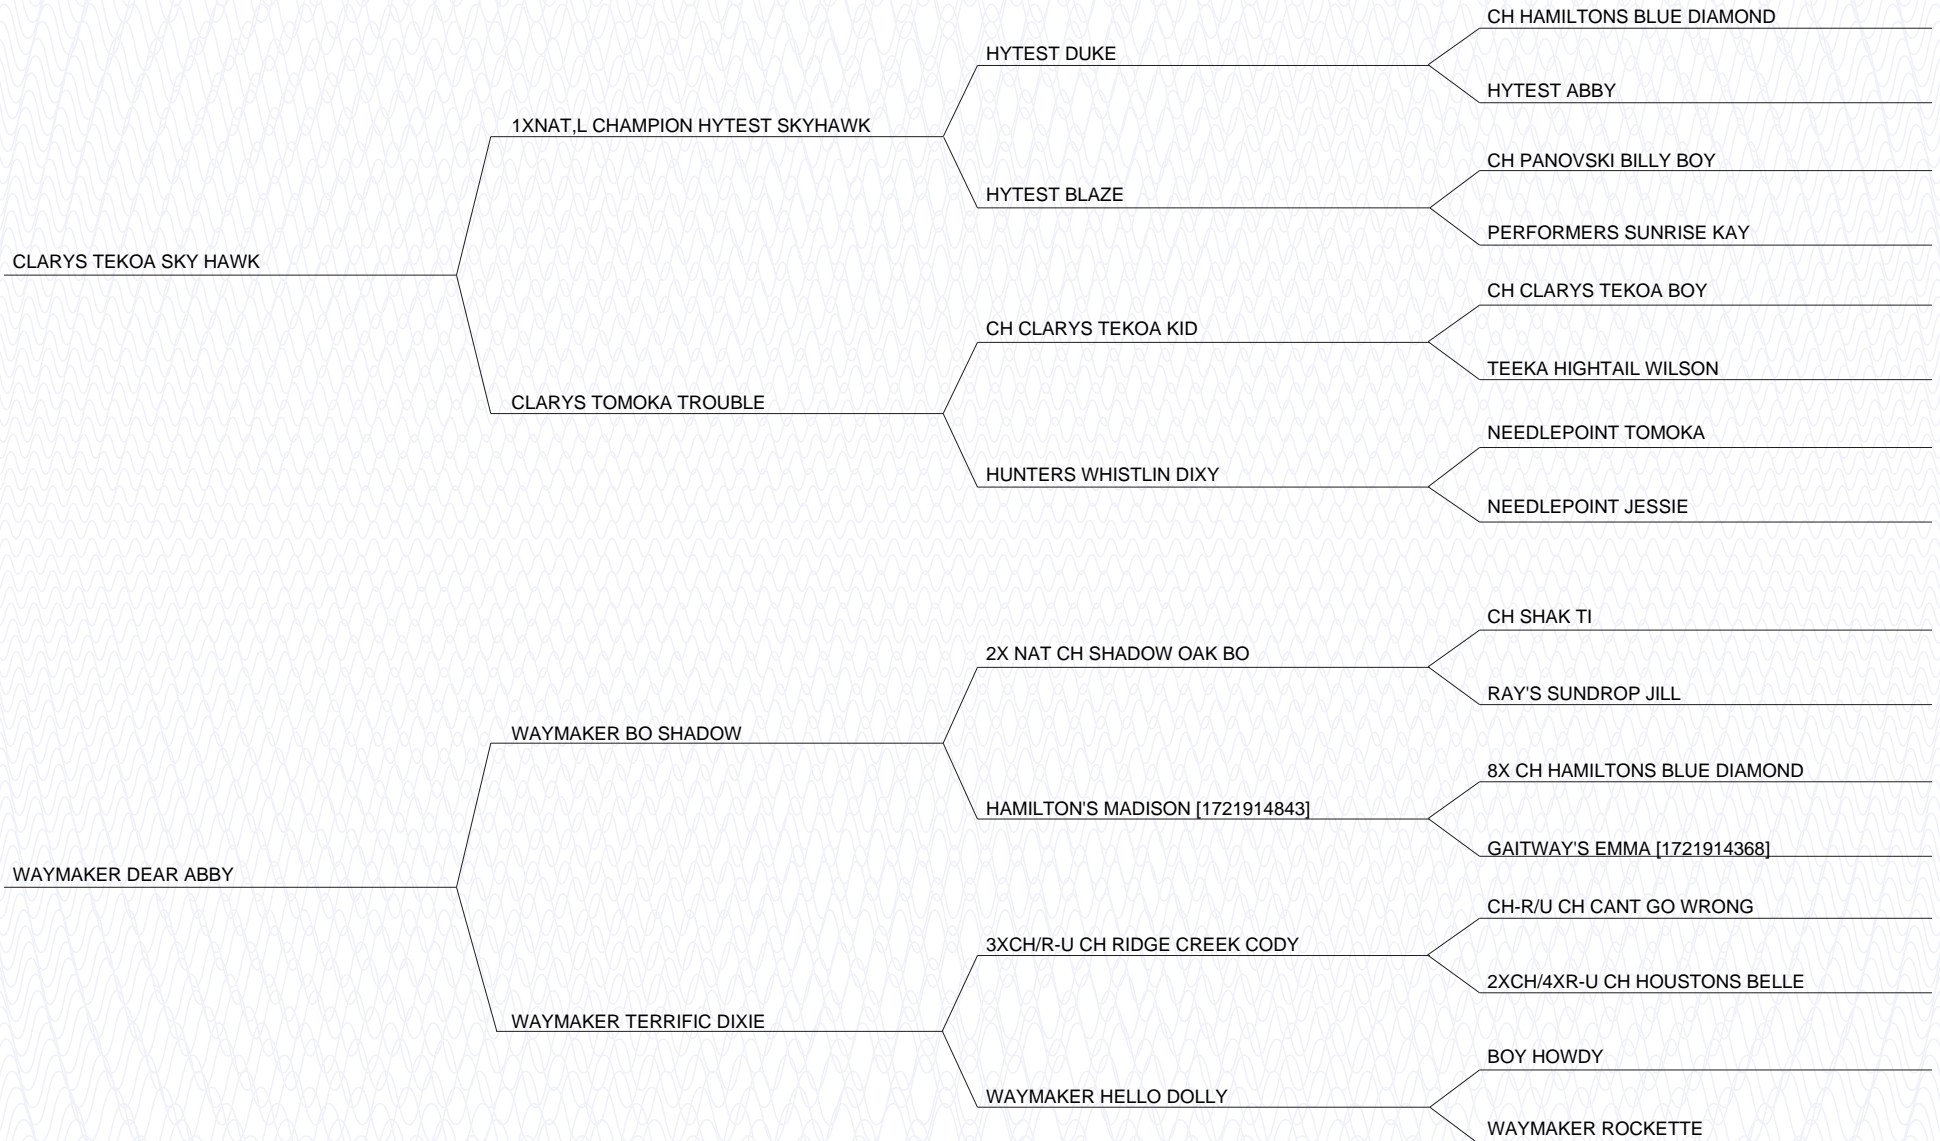 CH HAMILTONS BLUE DIAMOND
HYTEST DUKE
HYTEST ABBY
1XNAT,L CHAMPION HYTEST SKYHAWK
CH PANOVSKI BILLY BOY
HYTEST BLAZE
PERFORMERS SUNRISE KAY
CLARYS TEKOA SKY HAWK
CH CLARYS TEKOA BOY
CH CLARYS TEKOA KID
TEEKA HIGHTAIL WILSON
CLARYS TOMOKA TROUBLE
NEEDLEPOINT TOMOKA
HUNTERS WHISTLIN DIXY
NEEDLEPOINT JESSIE
CH SHAK TI
2X NAT CH SHADOW OAK BO
RAY'S SUNDROP JILL
WAYMAKER BO SHADOW
8X CH HAMILTONS BLUE DIAMOND
HAMILTON'S MADISON [1721914843]
GAITWAY'S EMMA [1721914368]
WAYMAKER DEAR ABBY
CH-R/U CH CANT GO WRONG
3XCH/R-U CH RIDGE CREEK CODY
2XCH/4XR-U CH HOUSTONS BELLE
WAYMAKER TERRIFIC DIXIE
BOY HOWDY
WAYMAKER HELLO DOLLY
WAYMAKER ROCKETTE